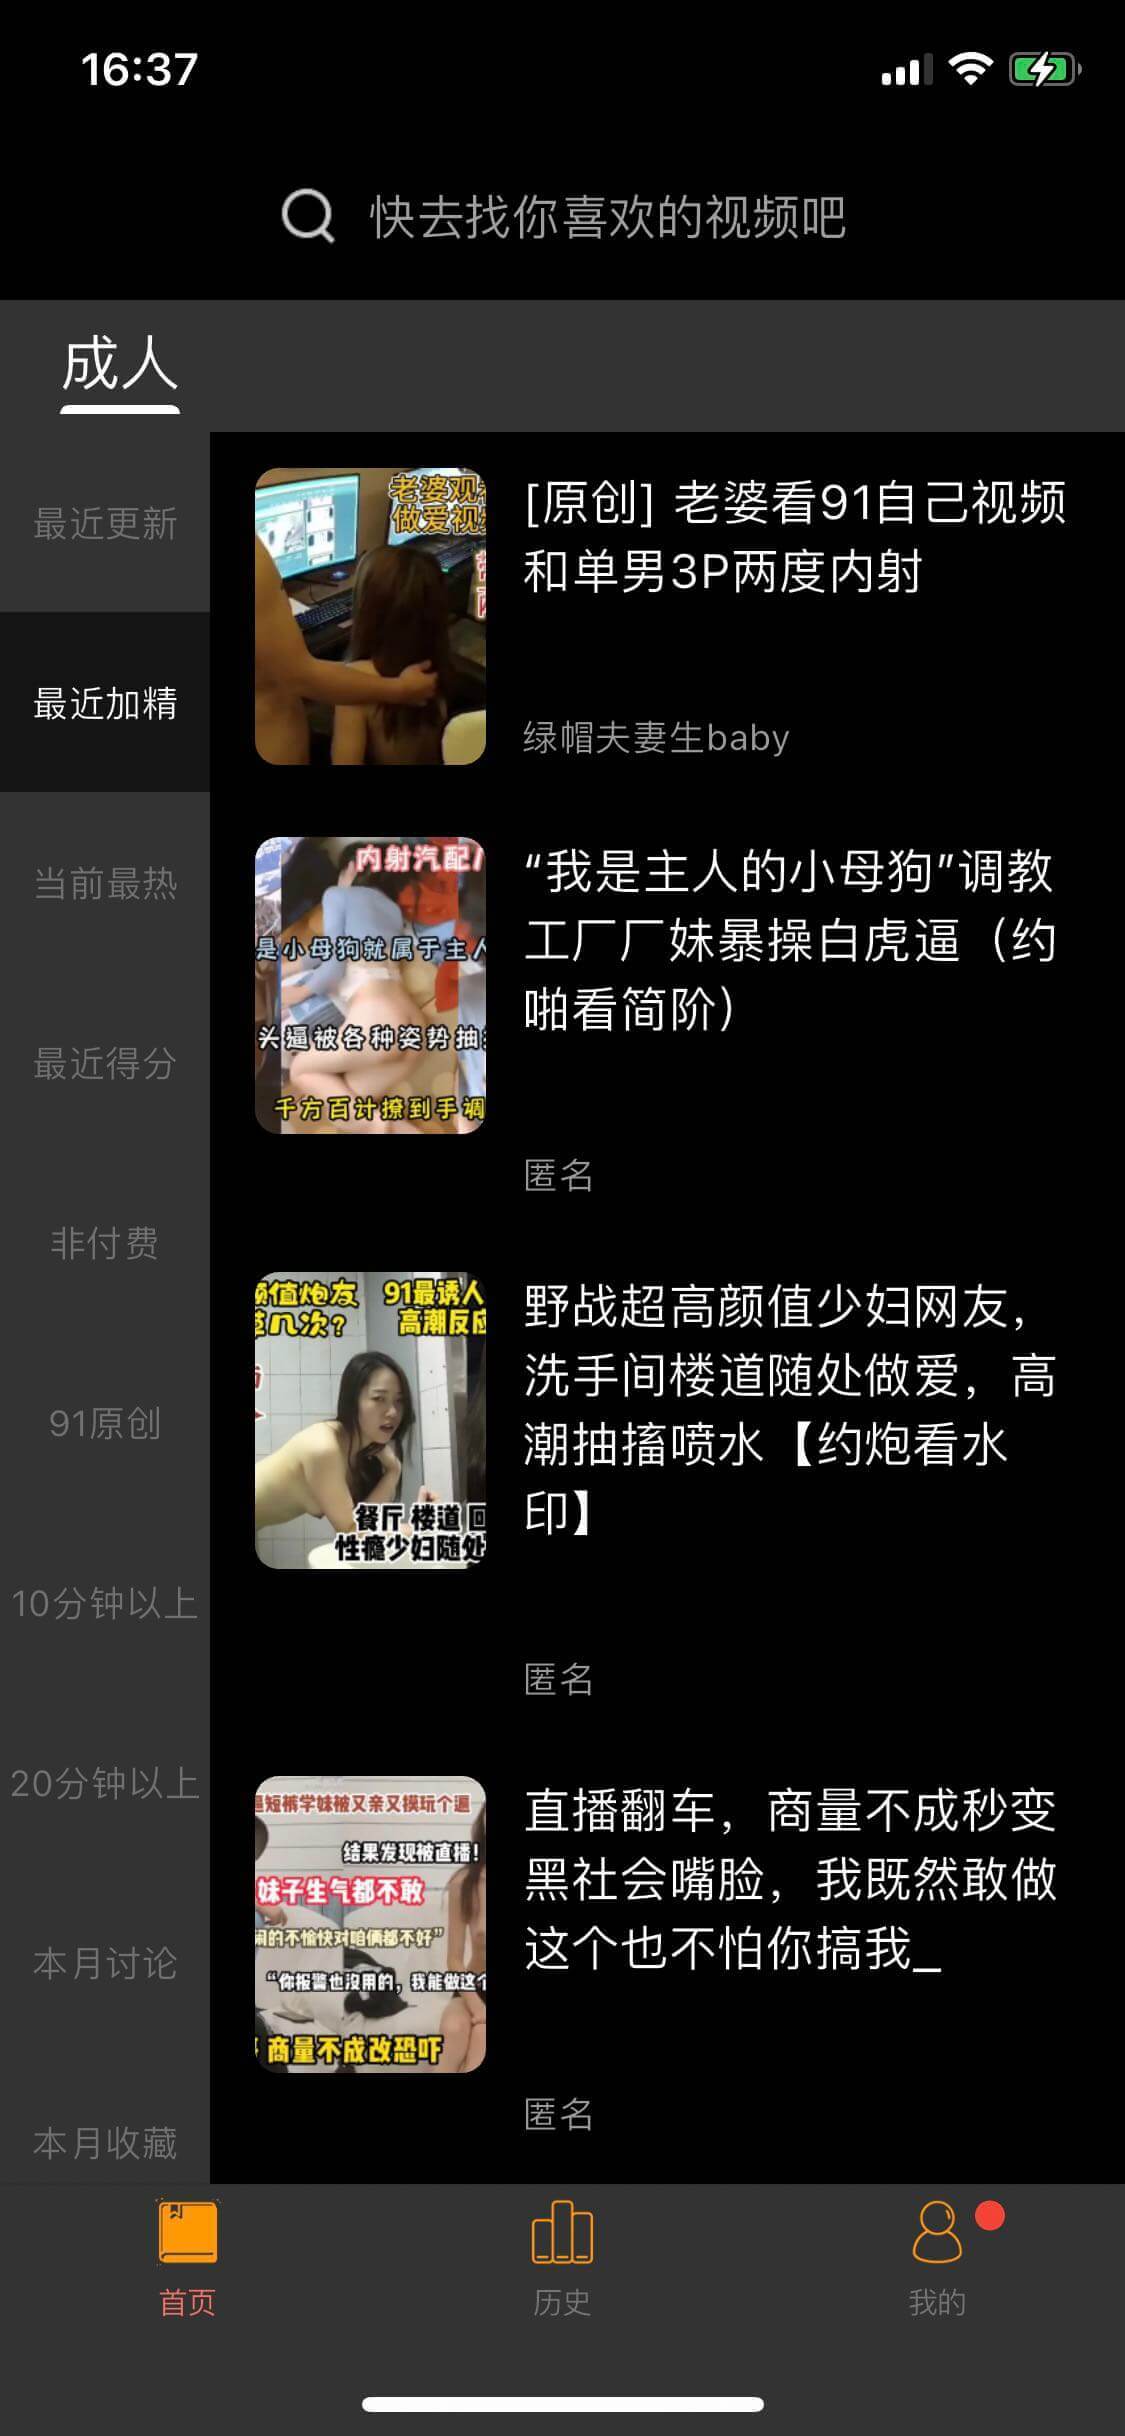 16:37
快去找你喜欢的视频吧
成人
最近更新
最近加精
当前最热
最近得分
非付费
91原创
10分钟以上
20分钟以上
本月讨论
本月收藏
老婆观
做爱视
[原创] 老婆看91自己视频
和单男3P两度内射
绿帽夫妻生baby
内射汽配
是小母狗就属于主人
头逼被各种姿势抽
千方百计撩到手调
“我是主人的小母狗”调教
工厂厂妹暴操白虎逼（约
啪看简阶）
匿名
颜值炮友 91最诱人
几次？ 高潮反应
餐厅 楼道
性瘾少妇随处
野战超高颜值少妇网友，
洗手间楼道随处做爱，高
潮抽搐喷水【约炮看水
印】
匿名
短裤学妹被又亲又摸玩个遍
结果发现被直播！
妹子生气都不敢
闹的不愉快对咱俩都不好”
“你报警也没用的，我能做这个
商量不成改恐吓
直播翻车，商量不成秒变
黑社会嘴脸，我既然敢做
这个也不怕你搞我_
匿名
首页
历史
我的